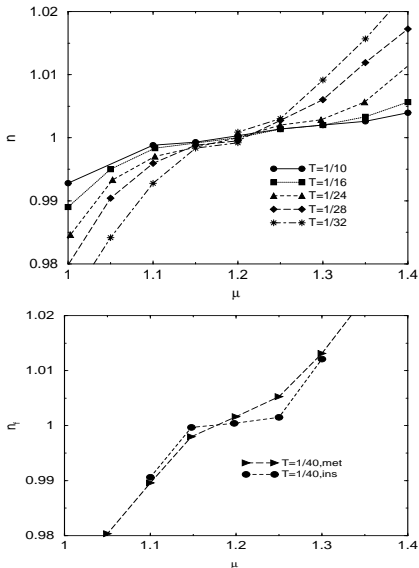 1.02
1.01
n
1
0.99
0.98
T=1/10
T=1/16
T=1/24
T=1/28
T=1/32
1 1.1 1.2 1.3 1.4
μ
1.02
1.01
n_f
1
0.99
0.98
T=1/40,met
T=1/40,ins
1 1.1 1.2 1.3 1.4
μ